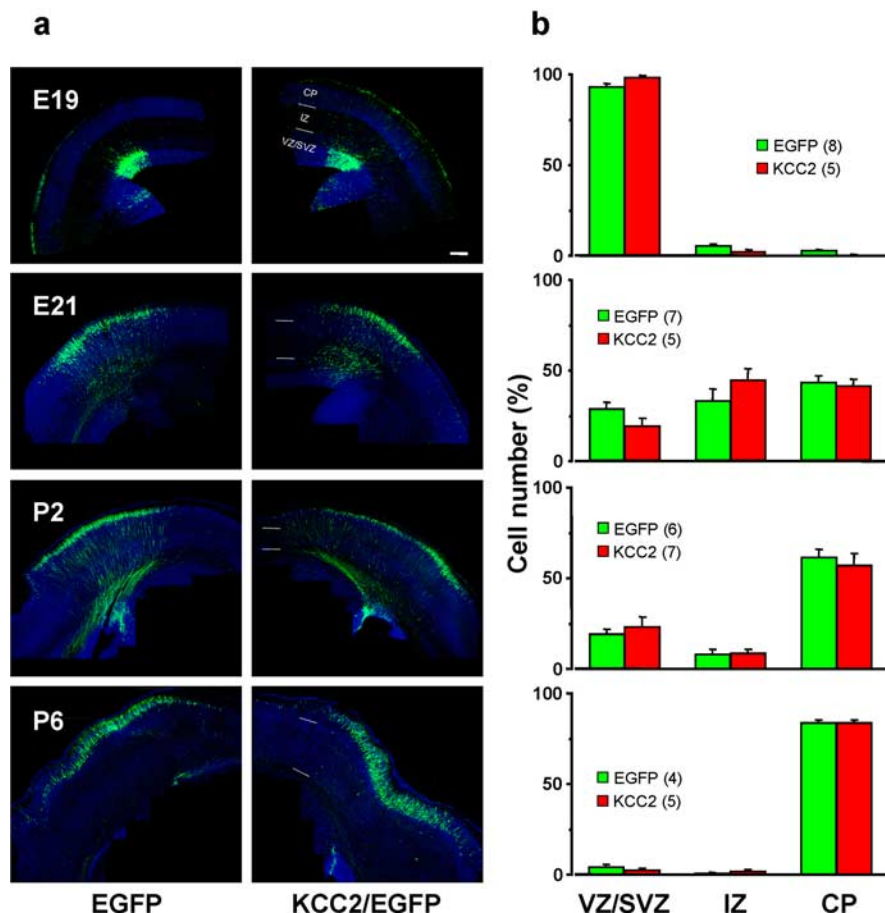 a
b
E19
CP
IZ
VZ/SVZ
E21
P2
P6
EGFP
KCC2/EGFP
Cell number (%)
100
50
0
EGFP (8)
KCC2 (5)
100
50
0
EGFP (7)
KCC2 (5)
100
50
0
EGFP (6)
KCC2 (7)
100
50
0
EGFP (4)
KCC2 (5)
VZ/SVZ
IZ
CP